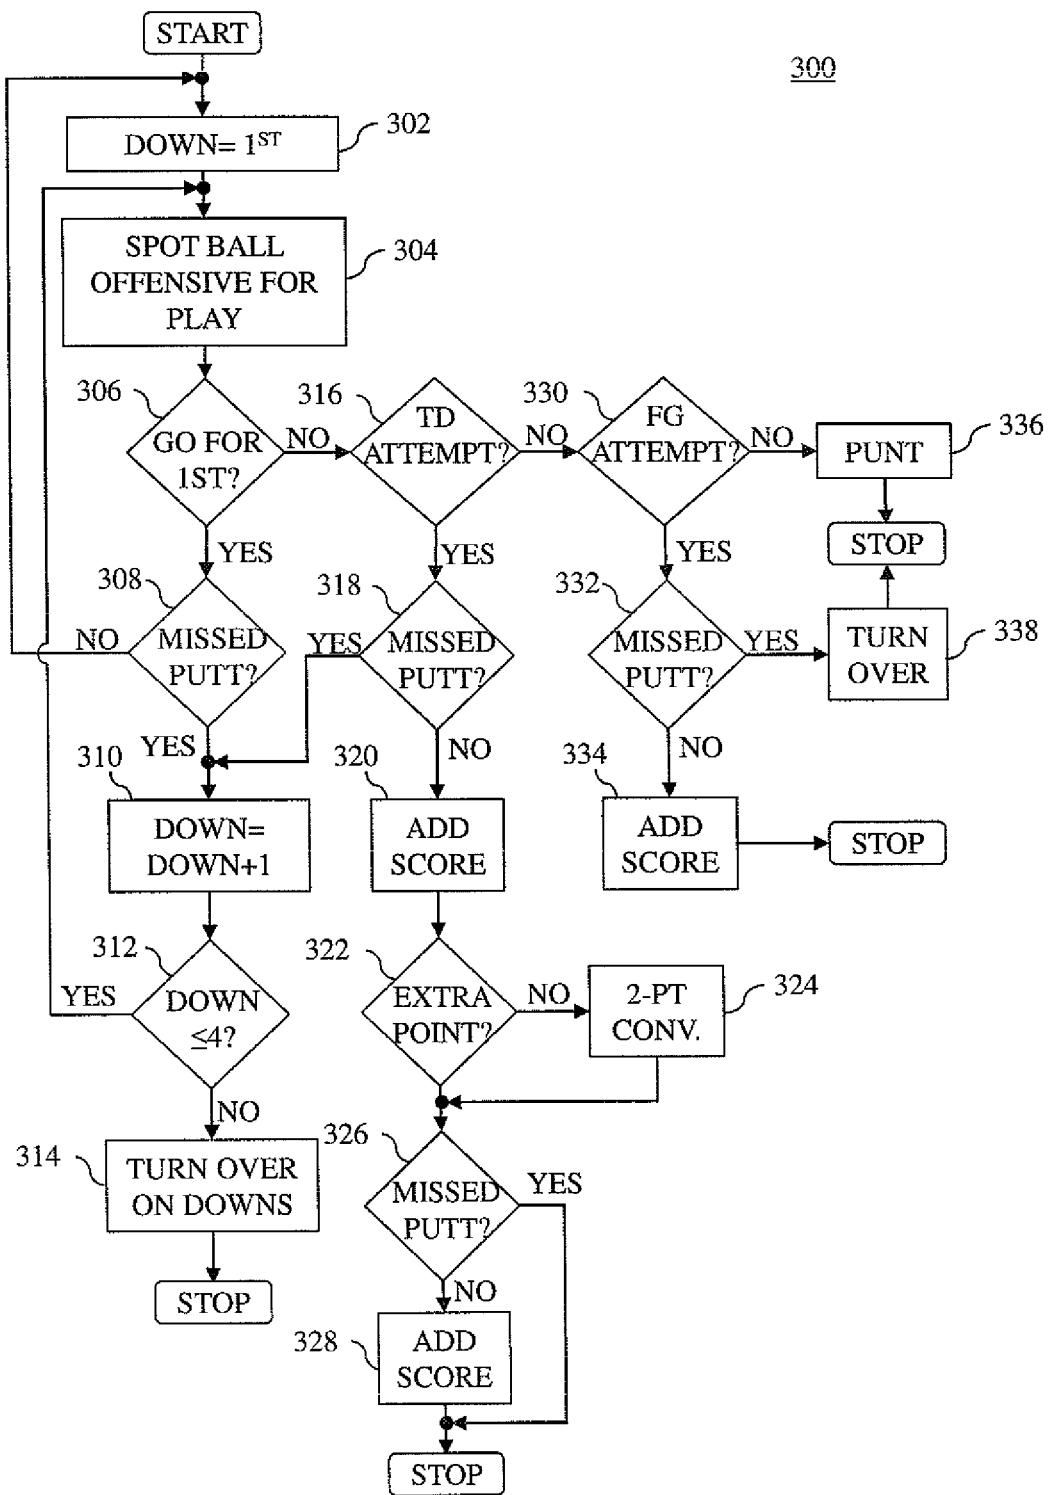 START
300
302
DOWN= 1ST
SPOT BALL
OFFENSIVE FOR
PLAY
304
306
GO FOR
1ST?
NO
316
TD
ATTEMPT?
NO
330
FG
ATTEMPT?
NO
PUNT
336
STOP
YES
YES
YES
308
MISSED
PUTT?
NO
318
MISSED
PUTT?
YES
332
MISSED
PUTT?
YES
TURN
OVER
338
YES
NO
NO
310
DOWN=
DOWN+1
320
ADD
SCORE
334
ADD
SCORE
STOP
312
DOWN
≤4?
YES
322
EXTRA
POINT?
NO
2-PT
CONV.
324
NO
314
TURN OVER
ON DOWNS
326
MISSED
PUTT?
YES
STOP
NO
328
ADD
SCORE
STOP